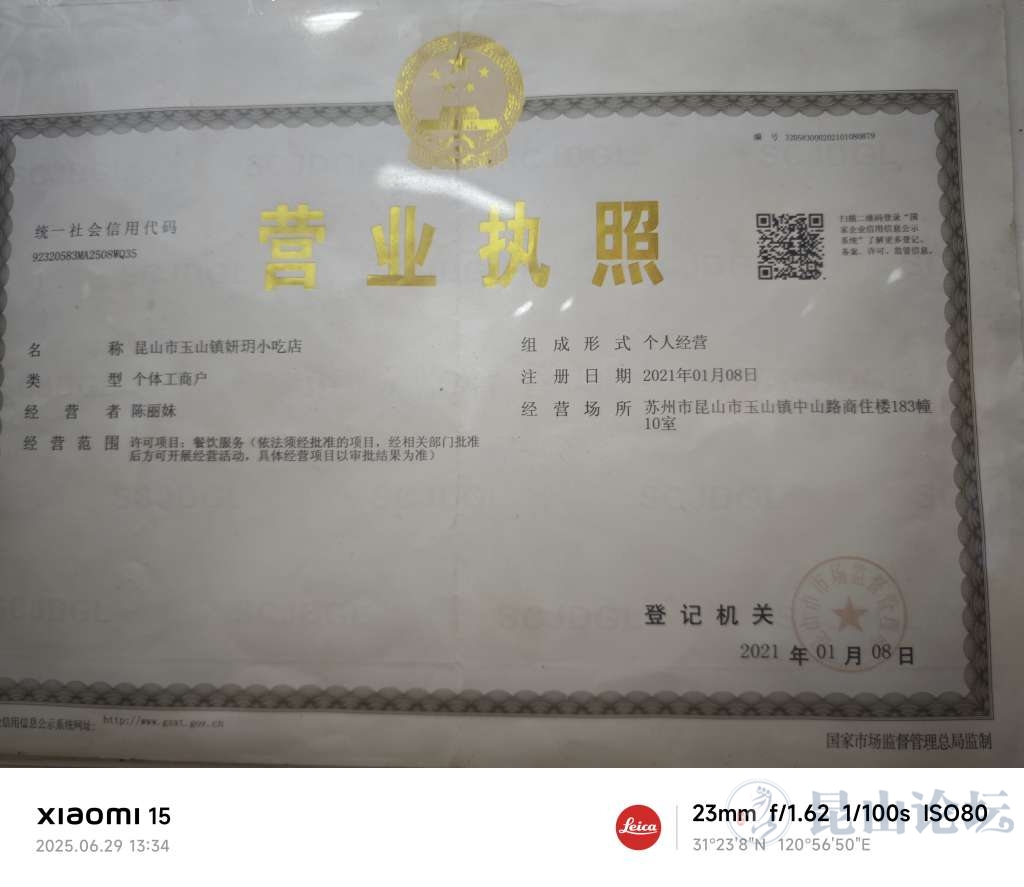 编 号 320583000202101080879
统一社会信用代码
92320583MA2508WQ35
营业执照
扫描二维码登录“国
家企业信用信息公示
系统”了解更多登记、
备案、许可、监管信息。
名 称 昆山市玉山镇妍玥小吃店
类 型 个体工商户
经 营 者 陈丽妹
经 营 范 围 许可项目：餐饮服务（依法须经批准的项目，经相关部门批准
后方可开展经营活动，具体经营项目以审批结果为准）
组 成 形 式 个人经营
注 册 日 期 2021年01月08日
经 营 场 所 苏州市昆山市玉山镇中山路商住楼183幢
10室
登 记 机 关
2021 年 01 月 08 日
信用信息公示系统网址： http://www.gsxt.gov.cn
国家市场监督管理总局监制
xiaomi 15
2025.06.29 13:34
Leica
23mm f/1.62 1/100s ISO80
31°23'8"N 120°56'50"E
昆山论坛